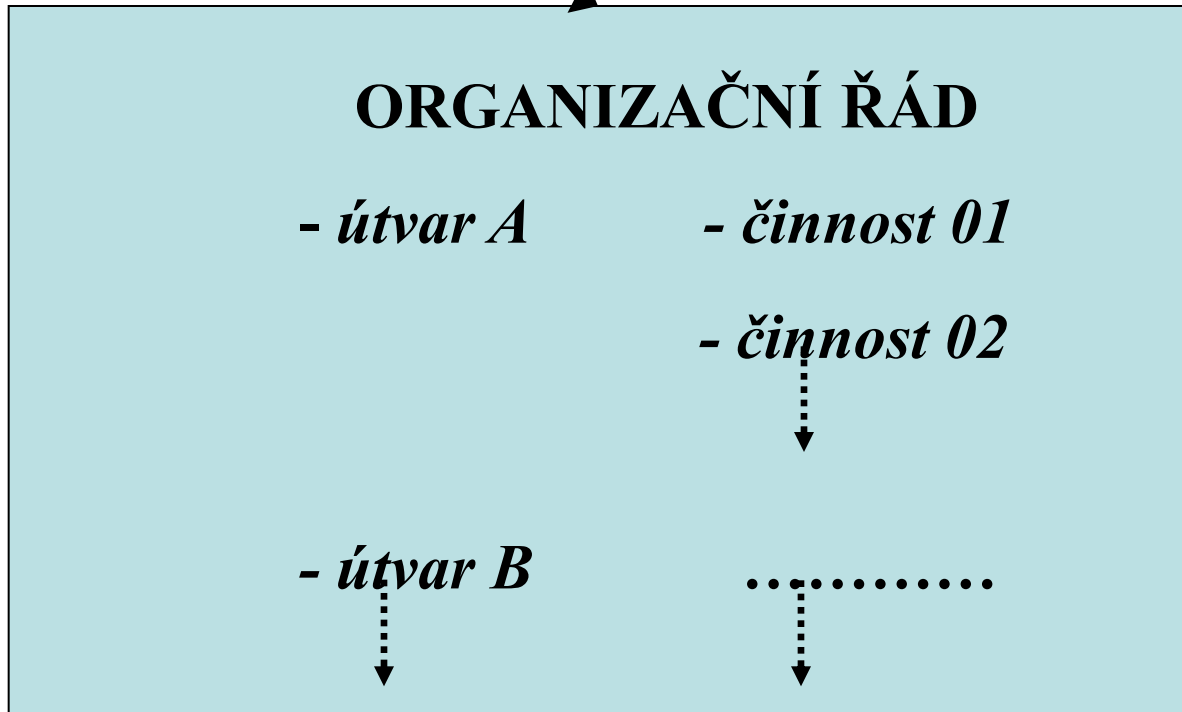 ORGANIZAČNÍ ŘÁD
- útvar A - činnost 01
- činnost 02
- útvar B …………